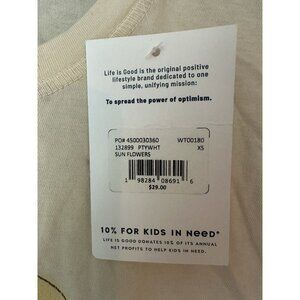 Life is Good is the original positive
lifestyle brand dedicated to one
simple, unifying mission:
To spread the power of optimism.
PO# 4500030360 WT00180
132899 PTYWHT XS
SUN FLOWERS
1 98284 08691 6
$29.00
10% FOR KIDS IN NEED*
LIFE IS GOOD DONATES 10% OF ITS ANNUAL
NET PROFITS TO HELP KIDS IN NEED.